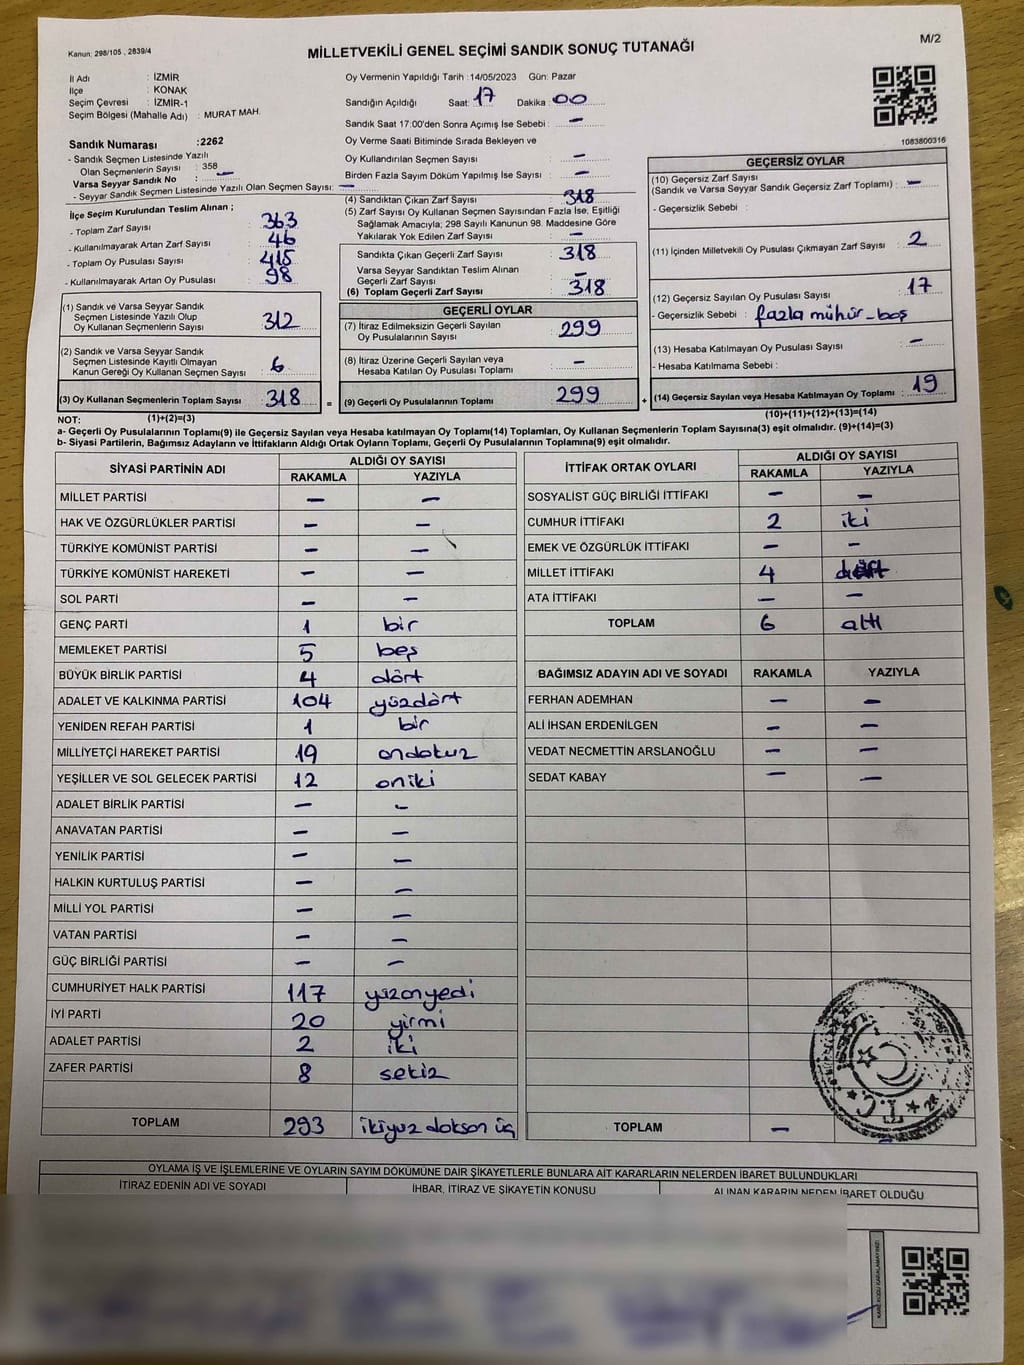 Kanun: 298/105 , 2839/4
MİLLETVEKİLİ GENEL SEÇİMİ SANDIK SONUÇ TUTANAĞI
M/2
İl Adı : İZMİR
İlçe : KONAK
Seçim Çevresi : İZMİR-1
Seçim Bölgesi (Mahalle Adı) : MURAT MAH.
Sandık Numarası :2262
- Sandık Seçmen Listesinde Yazılı
Olan Seçmenlerin Sayısı : 358
Varsa Seyyar Sandık No : –
- Seyyar Sandık Seçmen Listesinde Yazılı Olan Seçmen Sayısı: –
İlçe Seçim Kurulundan Teslim Alınan ;
- Toplam Zarf Sayısı 363
- Kullanılmayarak Artan Zarf Sayısı 46
- Toplam Oy Pusulası Sayısı 415
- Kullanılmayarak Artan Oy Pusulası 98
(1) Sandık ve Varsa Seyyar Sandık
Seçmen Listesinde Yazılı Olup
Oy Kullanan Seçmenlerin Sayısı 312
(2) Sandık ve Varsa Seyyar Sandık
Seçmen Listesinde Kayıtlı Olmayan
Kanun Gereği Oy Kullanan Seçmen Sayısı 6
(3) Oy Kullanan Seçmenlerin Toplam Sayısı 318
Oy Vermenin Yapıldığı Tarih :14/05/2023 Gün: Pazar
Sandığın Açıldığı Saat: 17 Dakika: 00
Sandık Saat 17:00'den Sonra Açımış İse Sebebi : –
Oy Verme Saati Bitiminde Sırada Bekleyen ve
Oy Kullandırılan Seçmen Sayısı –
Birden Fazla Sayım Döküm Yapılmış İse Sayısı : –
(4) Sandıktan Çıkan Zarf Sayısı 318
(5) Zarf Sayısı Oy Kullanan Seçmen Sayısından Fazla İse, Eşitliği
Sağlamak Amacıyla; 298 Sayılı Kanunun 98. Maddesine Göre
Yakılarak Yok Edilen Zarf Sayısı –
Sandıkta Çıkan Geçerli Zarf Sayısı 318
Varsa Seyyar Sandıktan Teslim Alınan
Geçerli Zarf Sayısı –
(6) Toplam Geçerli Zarf Sayısı 318
GEÇERLİ OYLAR
(7) İtiraz Edilmeksizin Geçerli Sayılan
Oy Pusulalarının Sayısı 299
(8) İtiraz Üzerine Geçerli Sayılan veya
Hesaba Katılan Oy Pusulası Toplamı –
= (9) Geçerli Oy Pusulalarının Toplamı 299
1083800316
GEÇERSİZ OYLAR
(10) Geçersiz Zarf Sayısı
(Sandık ve Varsa Seyyar Sandık Geçersiz Zarf Toplamı) : –
- Geçersizlik Sebebi :
(11) İçinden Milletvekili Oy Pusulası Çıkmayan Zarf Sayısı 2
(12) Geçersiz Sayılan Oy Pusulası Sayısı 17
- Geçersizlik Sebebi : fazla mühür-boş
(13) Hesaba Katılmayan Oy Pusulası Sayısı –
- Hesaba Katılmama Sebebi :
+ (14) Geçersiz Sayılan veya Hesaba Katılmayan Oy Toplamı 19
NOT: (1)+(2)=(3) (10)+(11)+(12)+(13)=(14)
a- Geçerli Oy Pusulalarının Toplamı(9) ile Geçersiz Sayılan veya Hesaba katılmayan Oy Toplamı(14) Toplamları, Oy Kullanan Seçmenlerin Toplam Sayısına(3) eşit olmalıdır. (9)+(14)=(3)
b- Siyasi Partilerin, Bağımsız Adayların ve İttifakların Aldığı Ortak Oyların Toplamı, Geçerli Oy Pusulalarının Toplamına(9) eşit olmalıdır.
SİYASİ PARTİNİN ADI ALDIĞI OY SAYISI
RAKAMLA YAZIYLA
MİLLET PARTİSİ – –
HAK VE ÖZGÜRLÜKLER PARTİSİ – –
TÜRKİYE KOMÜNİST PARTİSİ – –
TÜRKİYE KOMÜNİST HAREKETİ – –
SOL PARTİ – –
GENÇ PARTİ 1 bir
MEMLEKET PARTİSİ 5 beş
BÜYÜK BİRLİK PARTİSİ 4 dört
ADALET VE KALKINMA PARTİSİ 104 yüzdört
YENİDEN REFAH PARTİSİ 1 bir
MİLLİYETÇİ HAREKET PARTİSİ 19 ondokuz
YEŞİLLER VE SOL GELECEK PARTİSİ 12 oniki
ADALET BİRLİK PARTİSİ – –
ANAVATAN PARTİSİ – –
YENİLİK PARTİSİ – –
HALKIN KURTULUŞ PARTİSİ – –
MİLLİ YOL PARTİSİ – –
VATAN PARTİSİ – –
GÜÇ BİRLİĞİ PARTİSİ – –
CUMHURİYET HALK PARTİSİ 117 yüzonyedi
İYİ PARTİ 20 yirmi
ADALET PARTİSİ 2 iki
ZAFER PARTİSİ 8 sekiz
TOPLAM 293 ikiyüz doksan üç
İTTİFAK ORTAK OYLARI ALDIĞI OY SAYISI
RAKAMLA YAZIYLA
SOSYALİST GÜÇ BİRLİĞİ İTTİFAKI – –
CUMHUR İTTİFAKI 2 iki
EMEK VE ÖZGÜRLÜK İTTİFAKI – –
MİLLET İTTİFAKI 4 dört
ATA İTTİFAKI – –
TOPLAM 6 altı
BAĞIMSIZ ADAYIN ADI VE SOYADI RAKAMLA YAZIYLA
FERHAN ADEMHAN – –
ALİ İHSAN ERDENİLGEN – –
VEDAT NECMETTİN ARSLANOĞLU – –
SEDAT KABAY – –
TOPLAM – –
T.C.
OYLAMA İŞ VE İŞLEMLERİNE VE OYLARIN SAYIM DÖKÜMÜNE DAİR ŞİKAYETLERLE BUNLARA AİT KARARLARIN NELERDEN İBARET BULUNDUKLARI
İTİRAZ EDENİN ADI VE SOYADI İHBAR, İTİRAZ VE ŞİKAYETİN KONUSU ALINAN KARARIN NEDEN İBARET OLDUĞU
KARE KODU KARALAMAYINIZ!